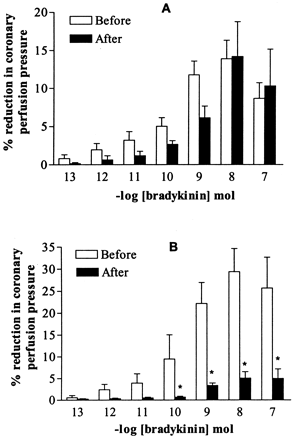 A
Before
After
% reduction in coronary
perfusion pressure
20
15
10
5
0
13 12 11 10 9 8 7
-log [bradykinin] mol
B
Before
After
% reduction in coronary
perfusion pressure
35
30
25
20
15
10
5
0
* * * *
13 12 11 10 9 8 7
-log [bradykinin] mol